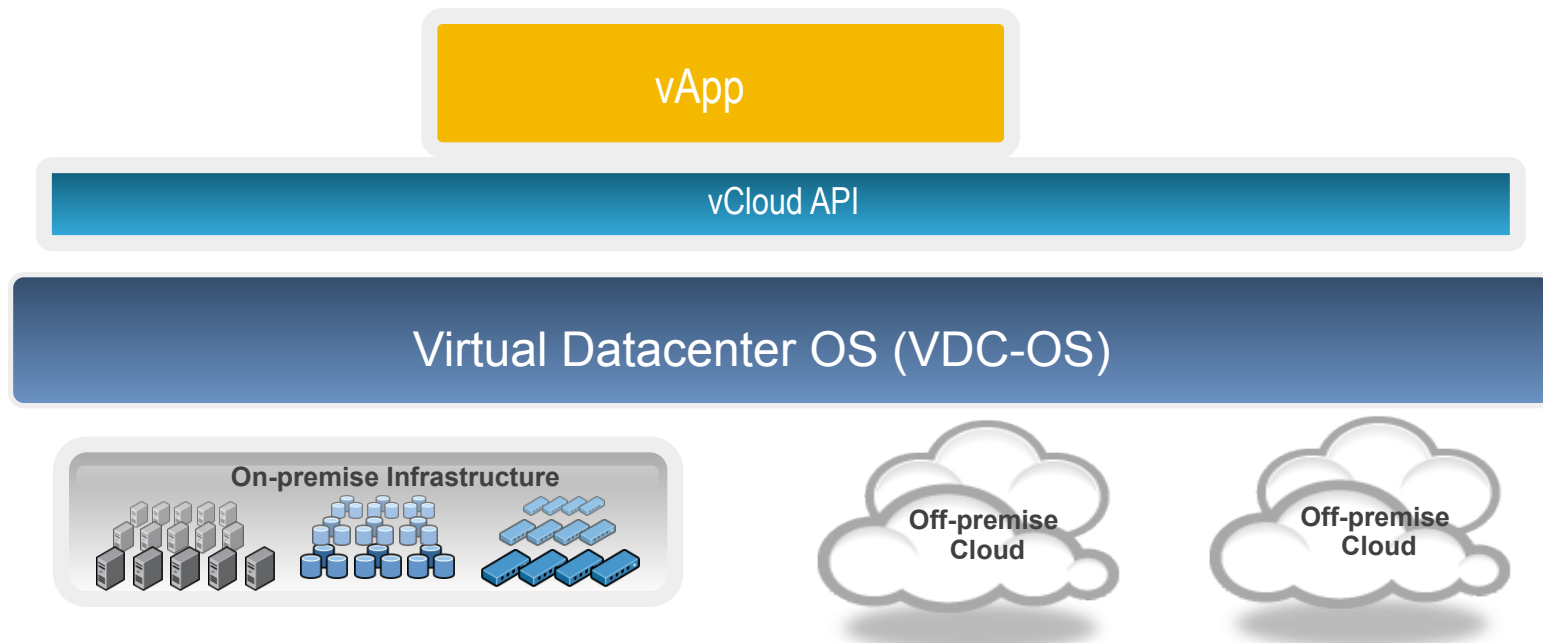 vApp
vCloud API
Virtual Datacenter OS (VDC-OS)
On-premise Infrastructure
Off-premise
Cloud
Off-premise
Cloud